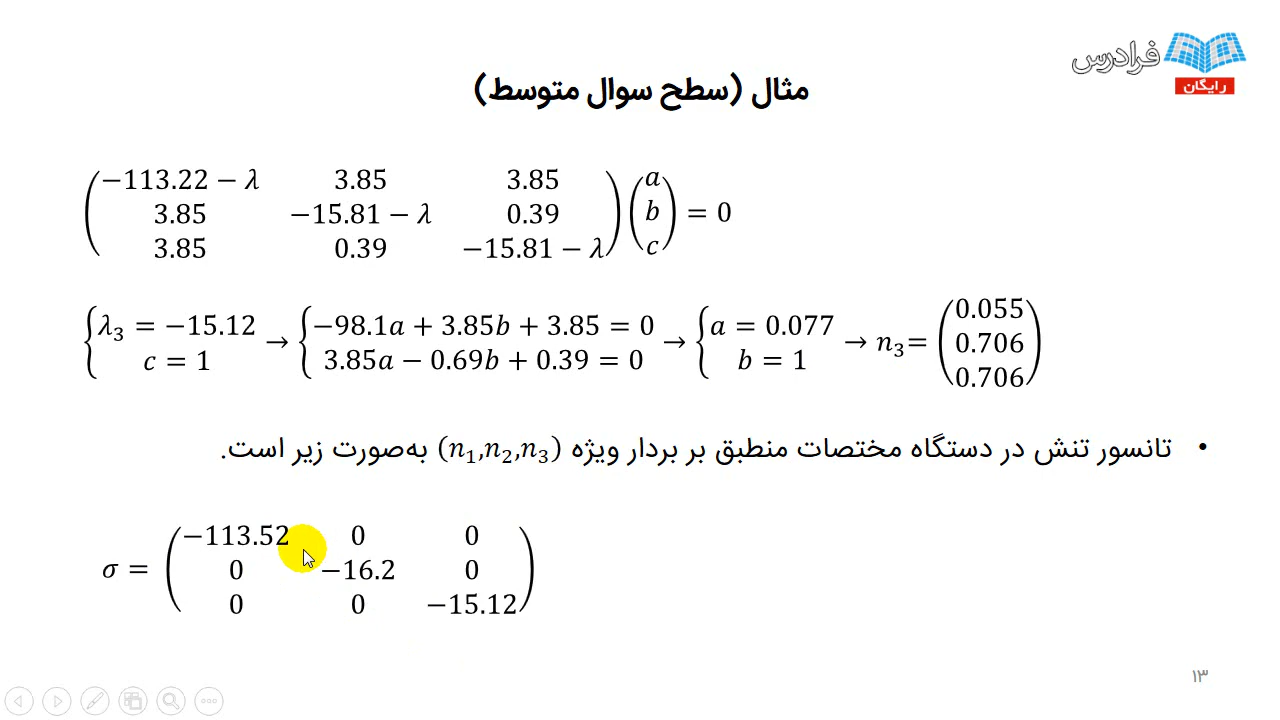 فرادرس
رایگان
مثال (سطح سوال متوسط)
(−113.22 − λ 3.85 3.85) (a)
(3.85 −15.81 − λ 0.39) (b) = 0
(3.85 0.39 −15.81 − λ) (c)
{λ₃ = −15.12 → {−98.1a + 3.85b + 3.85 = 0 → {a = 0.077 → n₃= (0.055
c = 1 3.85a − 0.69b + 0.39 = 0 b = 1 0.706
0.706)
• تانسور تنش در دستگاه مختصات منطبق بر بردار ویژه (n₁,n₂,n₃) به‌صورت زیر است.
σ = (−113.52 0 0
0 −16.2 0
0 0 −15.12)
۱۳